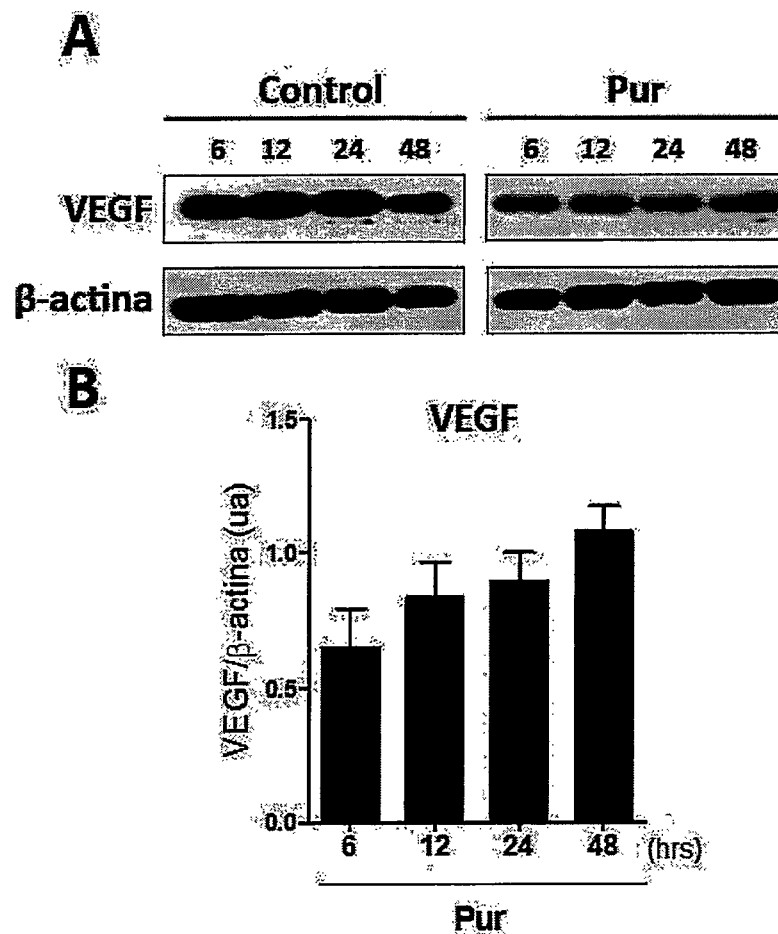 A
Control Pur
6 12 24 48 6 12 24 48
VEGF
β-actina
B
VEGF
VEGF/β-actina (ua)
1.5
1.0
0.5
0.0
6 12 24 48 (hrs)
Pur